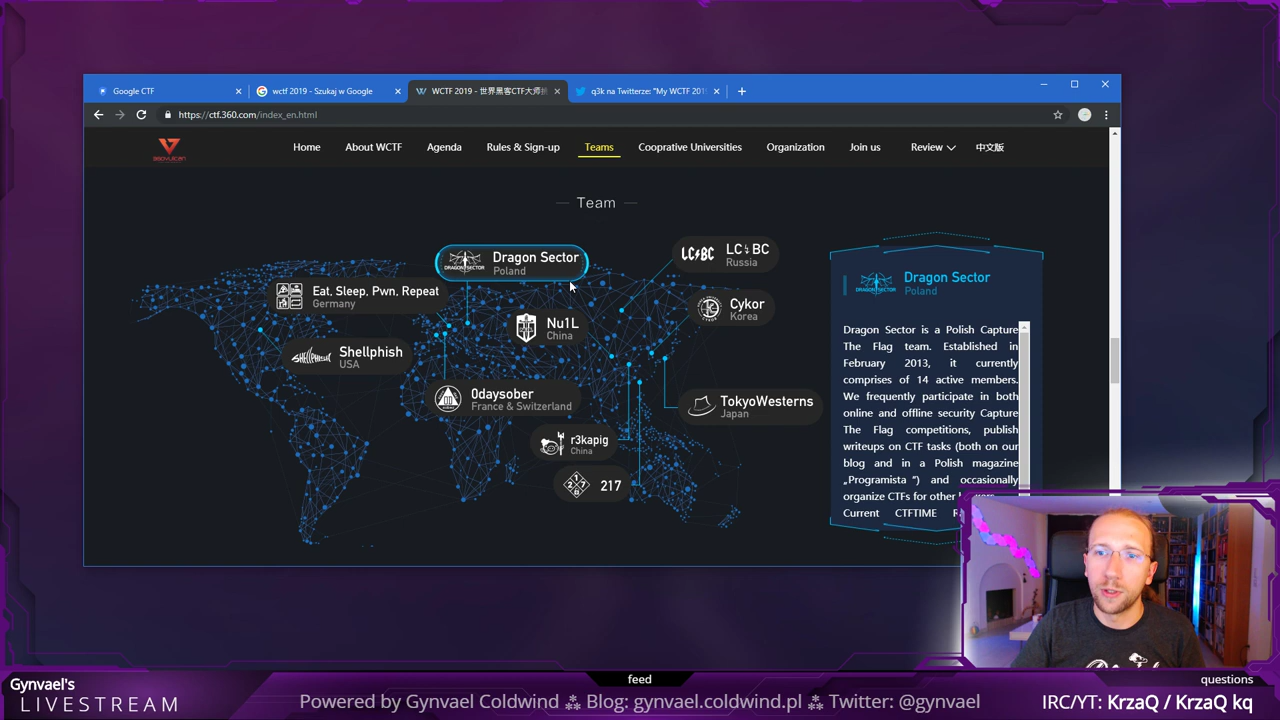 Google CTF
wctf 2019 - Szukaj w Google
WCTF 2019 - 世界黑客CTF大师
q3k na Twitterze: "My WCTF 201
https://ctf.360.com/index_en.html
360VULCAN
Home
About WCTF
Agenda
Rules & Sign-up
Teams
Cooprative Universities
Organization
Join us
Review
中文版
Team
Dragon Sector
Poland
LC↯BC
Russia
Eat, Sleep, Pwn, Repeat
Germany
Cykor
Korea
Nu1L
China
Shellphish
USA
0daysober
France & Switzerland
TokyoWesterns
Japan
r3kapig
China
217
Dragon Sector
Poland
Dragon Sector is a Polish Capture
The Flag team. Established in
February 2013, it currently
comprises of 14 active members.
We frequently participate in both
online and offline security Capture
The Flag competitions, publish
writeups on CTF tasks (both on our
blog and in a Polish magazine
„Programista ") and occasionally
organize CTFs for other
Current CTFTIME
Gynvael's
LIVESTREAM
feed
Powered by Gynvael Coldwind ⁂ Blog: gynvael.coldwind.pl ⁂ Twitter: @gynvael
questions
IRC/YT: KrzaQ / KrzaQ kq